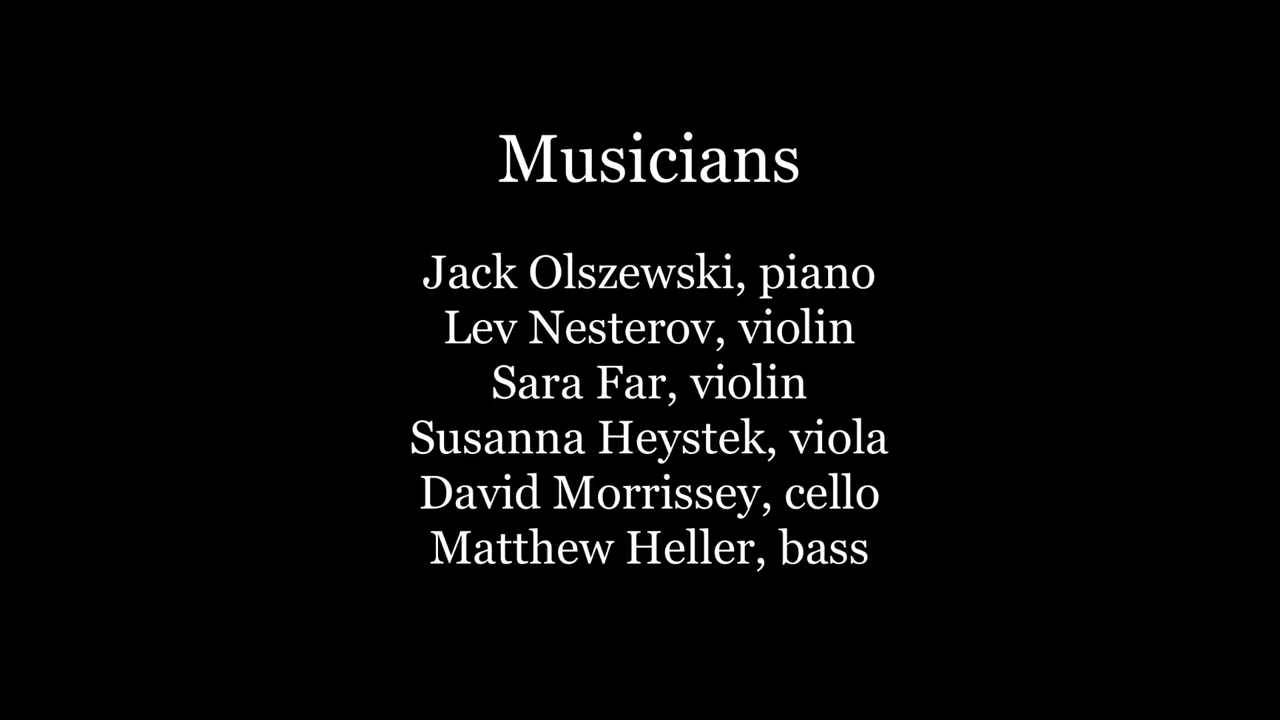 Musicians
Jack Olszewski, piano
Lev Nesterov, violin
Sara Far, violin
Susanna Heystek, viola
David Morrissey, cello
Matthew Heller, bass